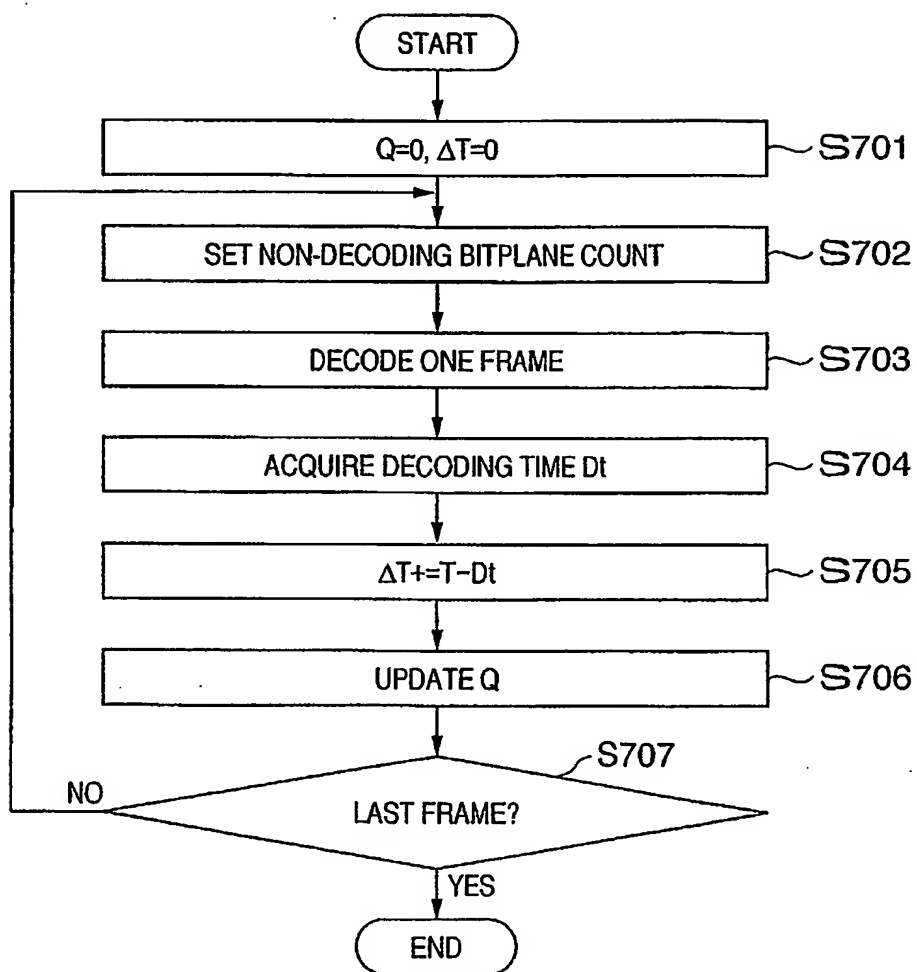 START
Q=0, ΔT=0
S701
SET NON-DECODING BITPLANE COUNT
S702
DECODE ONE FRAME
S703
ACQUIRE DECODING TIME Dt
S704
ΔT+=T-Dt
S705
UPDATE Q
S706
S707
NO
LAST FRAME?
YES
END